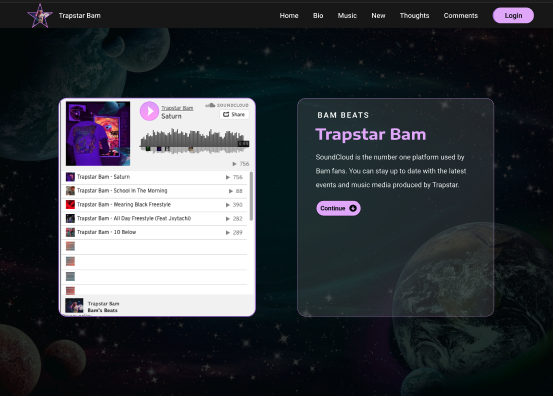 Trapstar Bam
Home Bio Music New Thoughts Comments Login
SOUNDCLOUD
Trapstar Bam
Saturn
Share
756
Trapstar Bam - Saturn 756
Trapstar Bam - School In The Morning 88
Trapstar Bam - Wearing Black Freestyle 390
Trapstar Bam - All Day Freestyle (Feat Jaytachi) 282
Trapstar Bam - 10 Below 289
Trapstar Bam
Bam's Beats
BAM BEATS
Trapstar Bam
SoundCloud is the number one platform used by
Bam fans. You can stay up to date with the latest
events and music media produced by Trapstar.
Continue